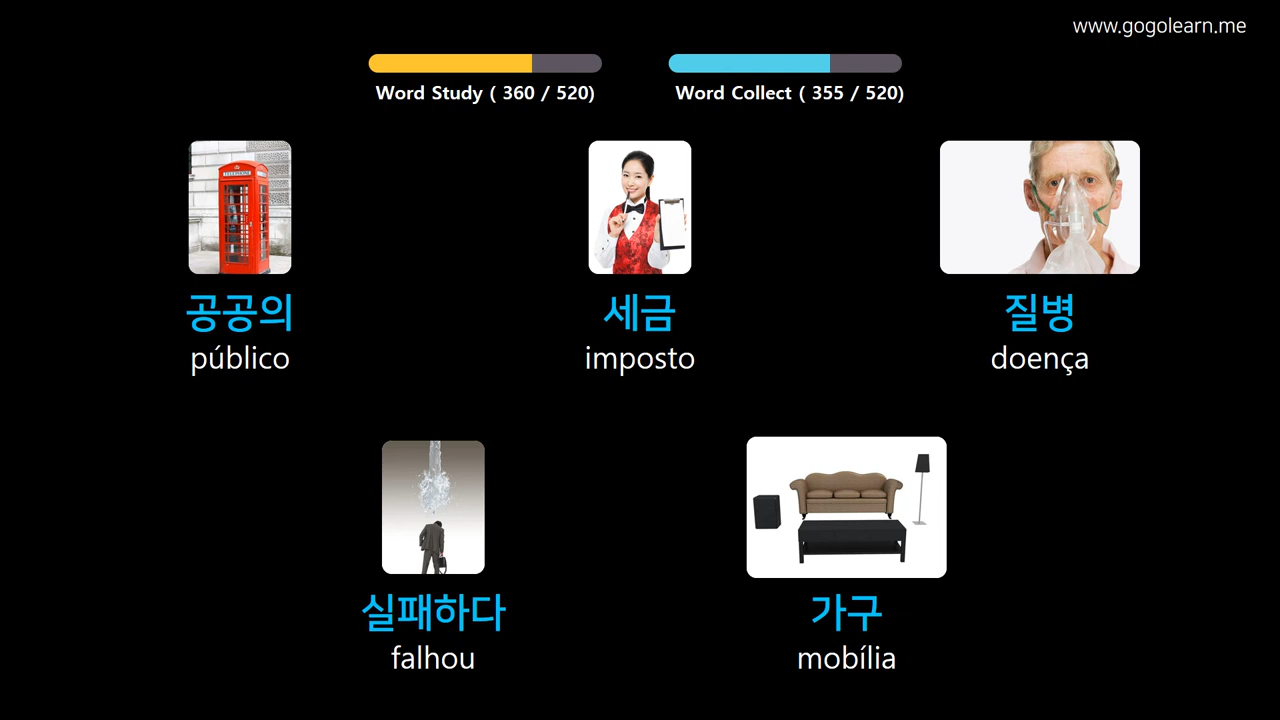 www.gogolearn.me
Word Study ( 360 / 520)
Word Collect ( 355 / 520)
TELEPHONE
공공의
público
세금
imposto
질병
doença
실패하다
falhou
가구
mobília